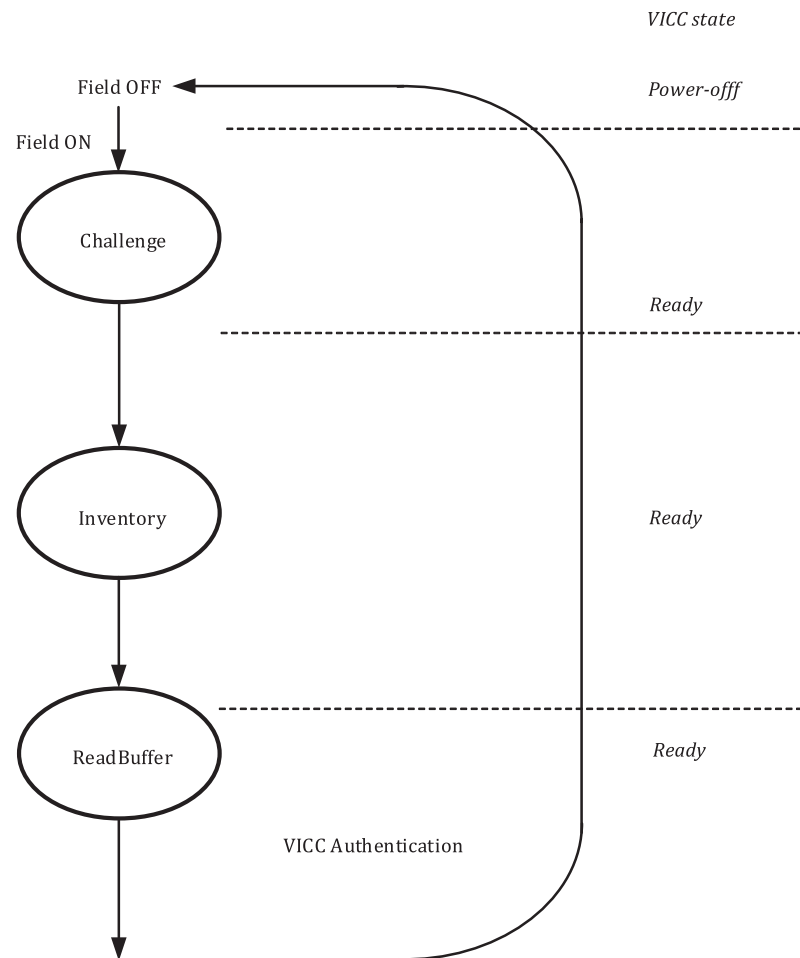 VICC state
Field OFF
Power-offf
Field ON
Challenge
Ready
Inventory
Ready
ReadBuffer
Ready
VICC Authentication